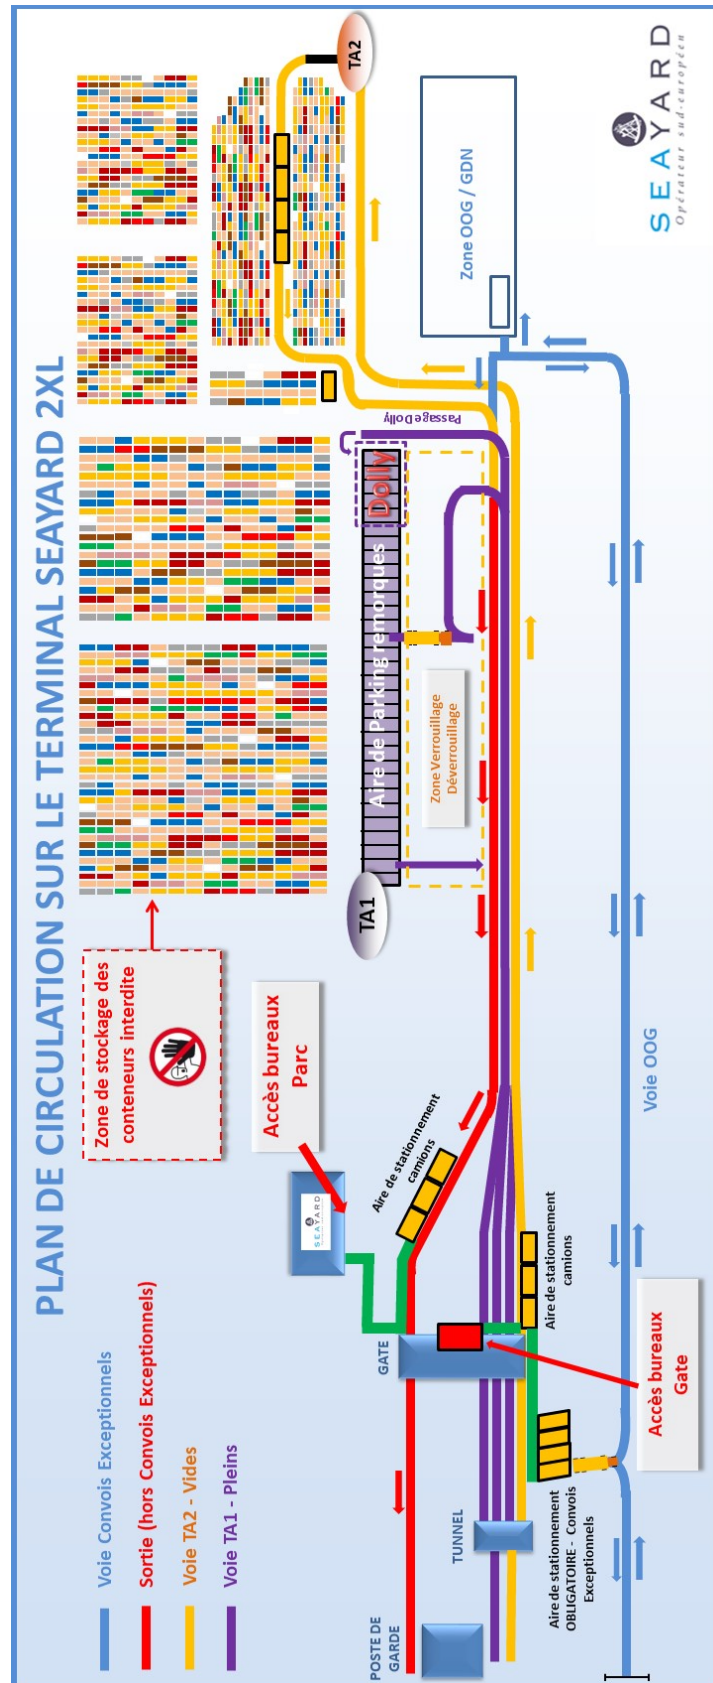 PLAN DE CIRCULATION SUR LE TERMINAL SEAYARD 2XL
Voie Convois Exceptionnels
Sortie (hors Convois Exceptionnels)
Voie TA2 - Vides
Voie TA1 - Pleins
Zone de stockage des
conteneurs interdite
Accès bureaux
Parc
SEAYARD
Aire de stationnement
camions
GATE
POSTE DE
GARDE
TUNNEL
Aire de stationnement
OBLIGATOIRE - Convois
Exceptionnels
Aire de stationnement
camions
Accès bureaux
Gate
Voie OOG
TA1
Aire de Parking remorques
Dolly
Passage Dolly
Zone Verrouillage
Déverrouillage
TA2
Zone OOG / GDN
SEAYARD
Opérateur sud-européen